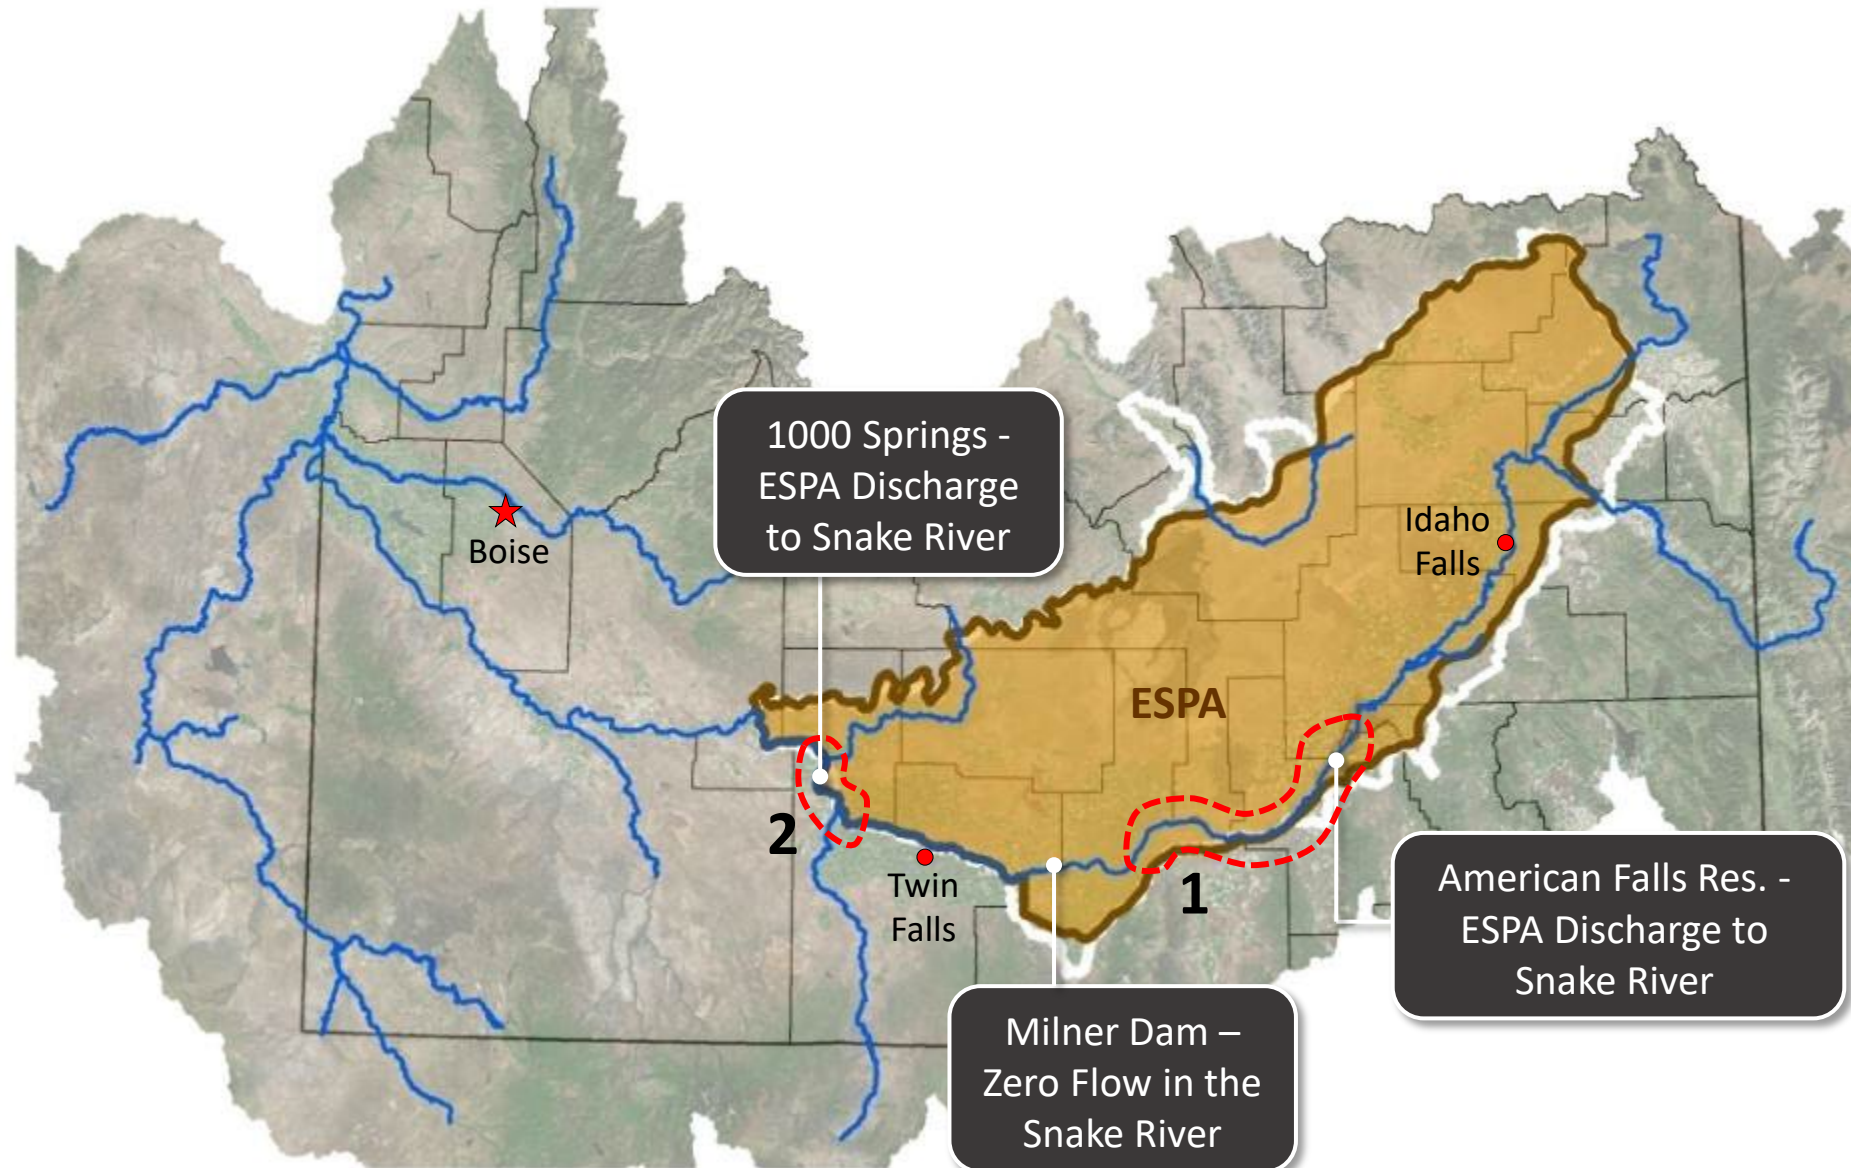 1000 Springs -
ESPA Discharge
to Snake River
Boise
Idaho
Falls
ESPA
2
Twin
Falls
1
American Falls Res. -
ESPA Discharge to
Snake River
Milner Dam –
Zero Flow in the
Snake River